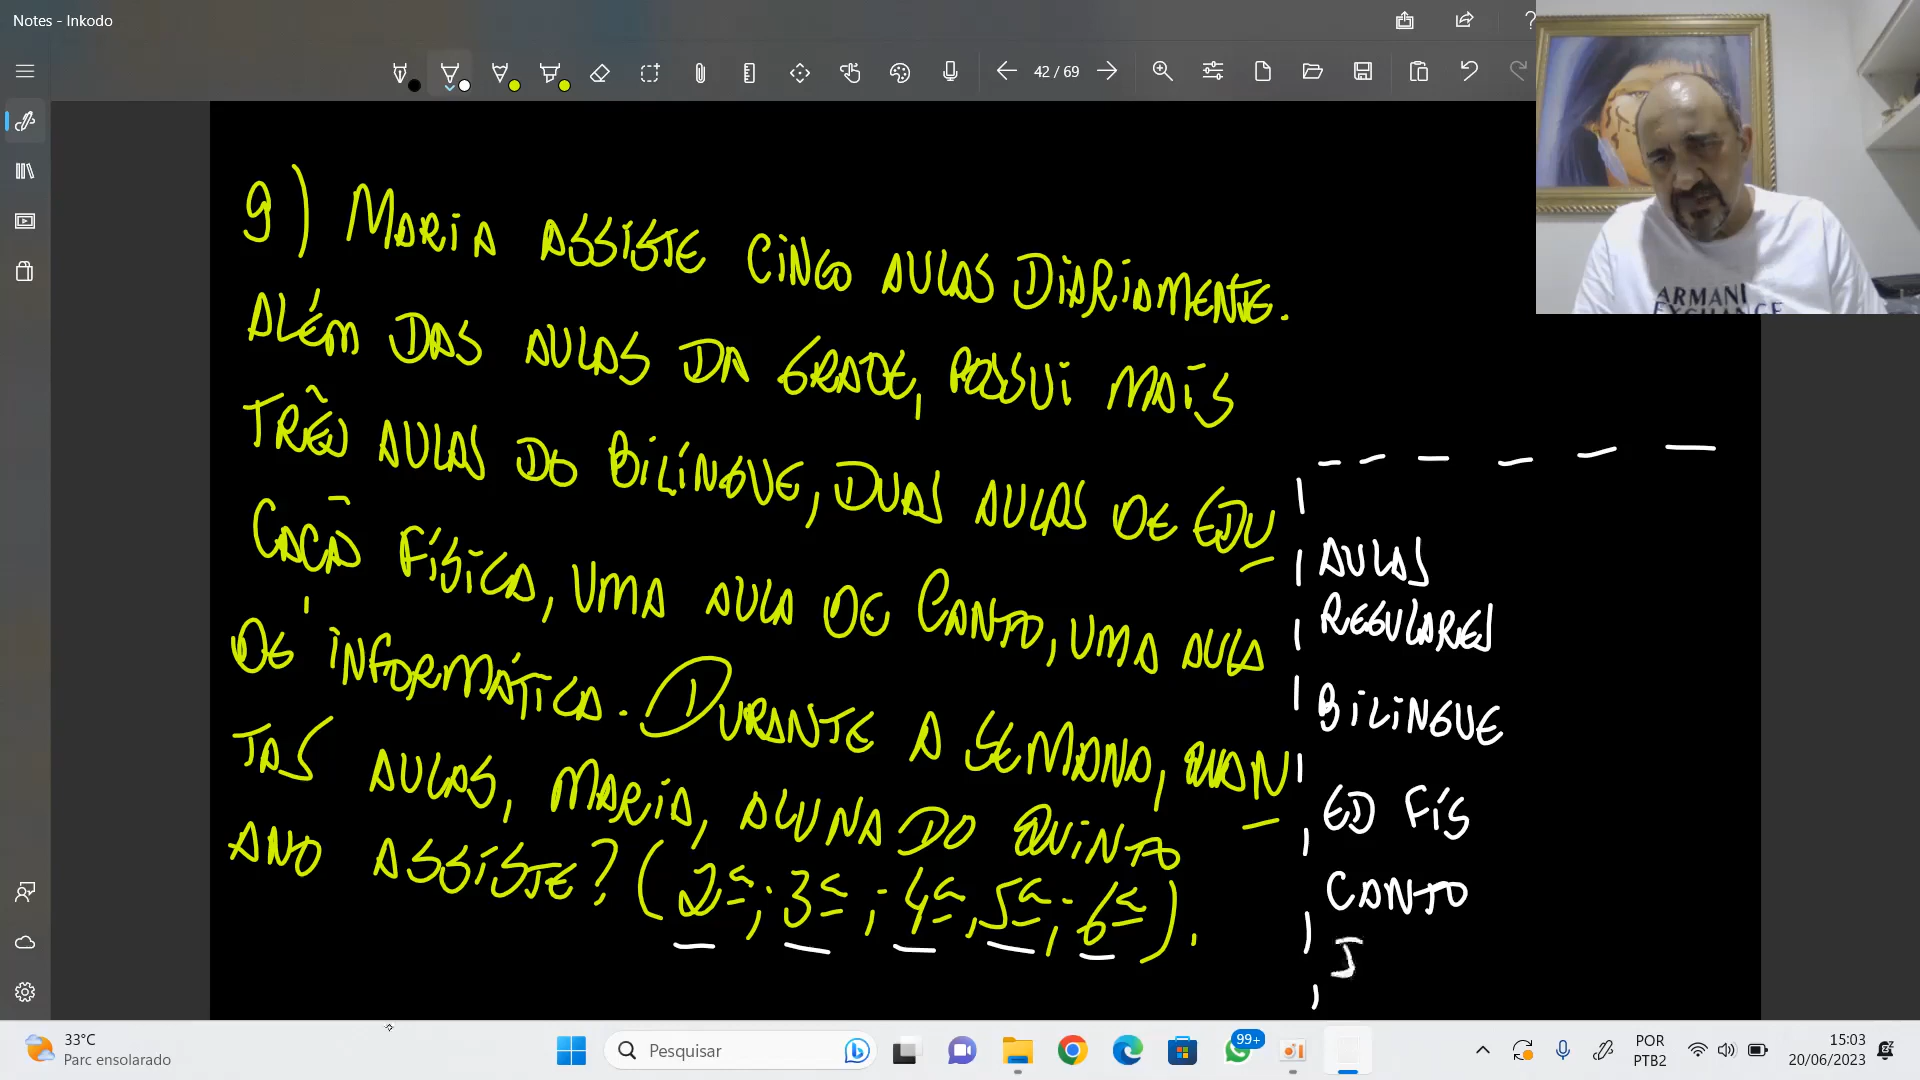 Notes - Inkodo
42 / 69
9) MARIA ASSISTE CINCO AULAS DIARIAMENTE.
ALÉM DAS AULAS DA GRADE, POSSUI MAIS
TRÊS AULAS DO BILÍNGUE, DUAS AULAS DE EDU
CAÇÃ FÍSICA, UMA AULA DE CANTO, UMA AULA
DE INFORMÁTICA. DURANTE A SEMANA, QUAN
TAS AULAS, MARIA, ALUNA DO QUINTO
ANO ASSISTE? (2ª; 3ª; 4ª, 5ª; 6ª).
AULAS
REGULARES
BILINGUE
ED FÍS
CANTO
I
ARMANI
EXCHANGE
33°C
Parc ensolarado
Pesquisar
99+
POR
PTB2
15:03
20/06/2023